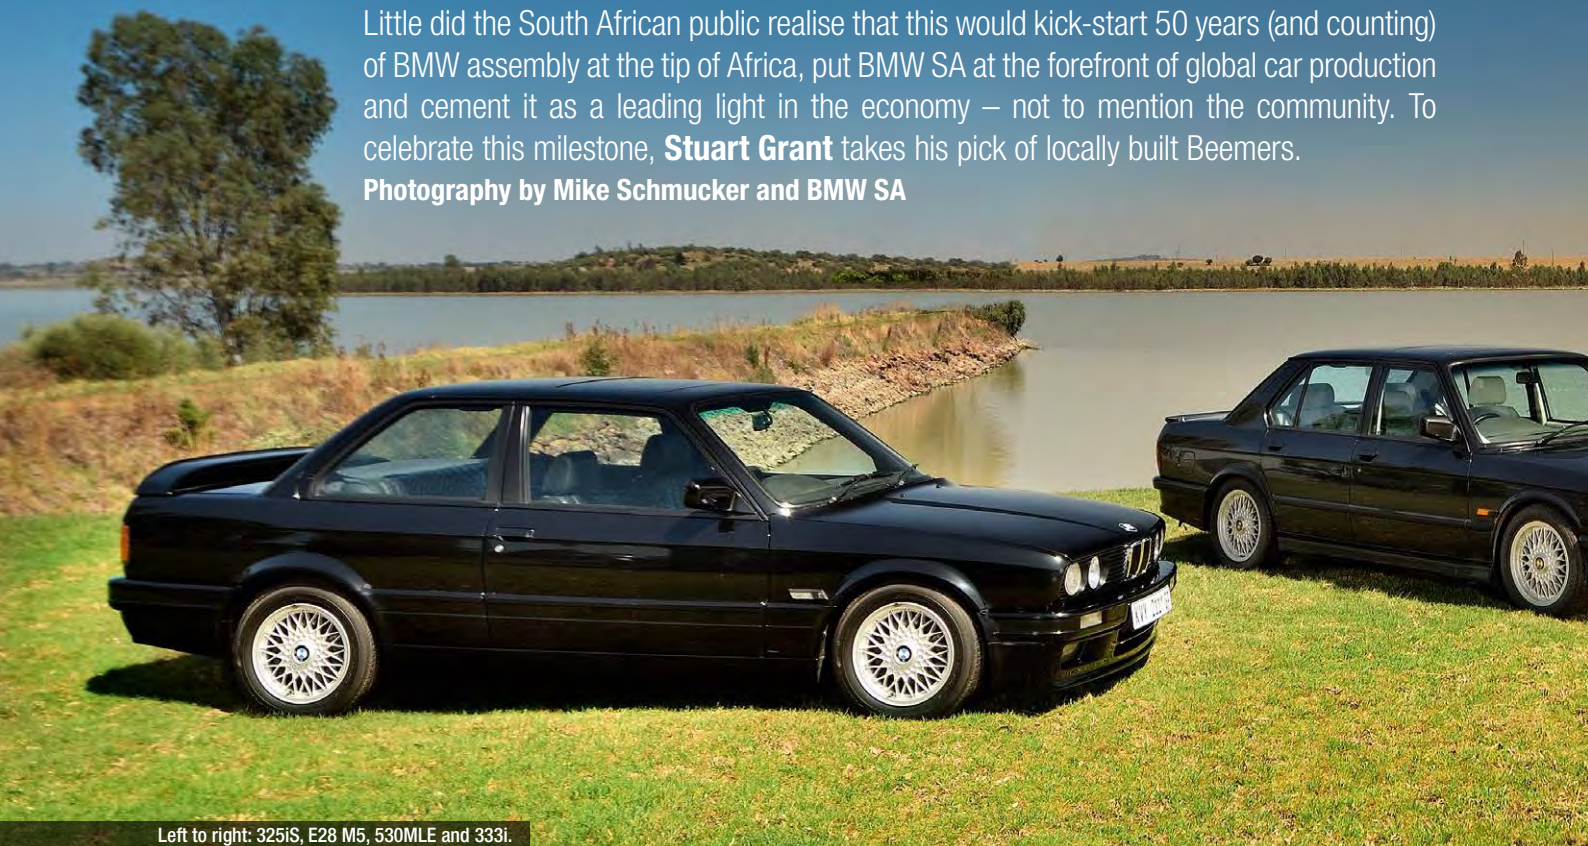 Little did the South African public realise that this would kick-start 50 years (and counting)
of BMW assembly at the tip of Africa, put BMW SA at the forefront of global car production
and cement it as a leading light in the economy – not to mention the community. To
celebrate this milestone, Stuart Grant takes his pick of locally built Beemers.
Photography by Mike Schmucker and BMW SA
Left to right: 325iS, E28 M5, 530MLE and 333i.